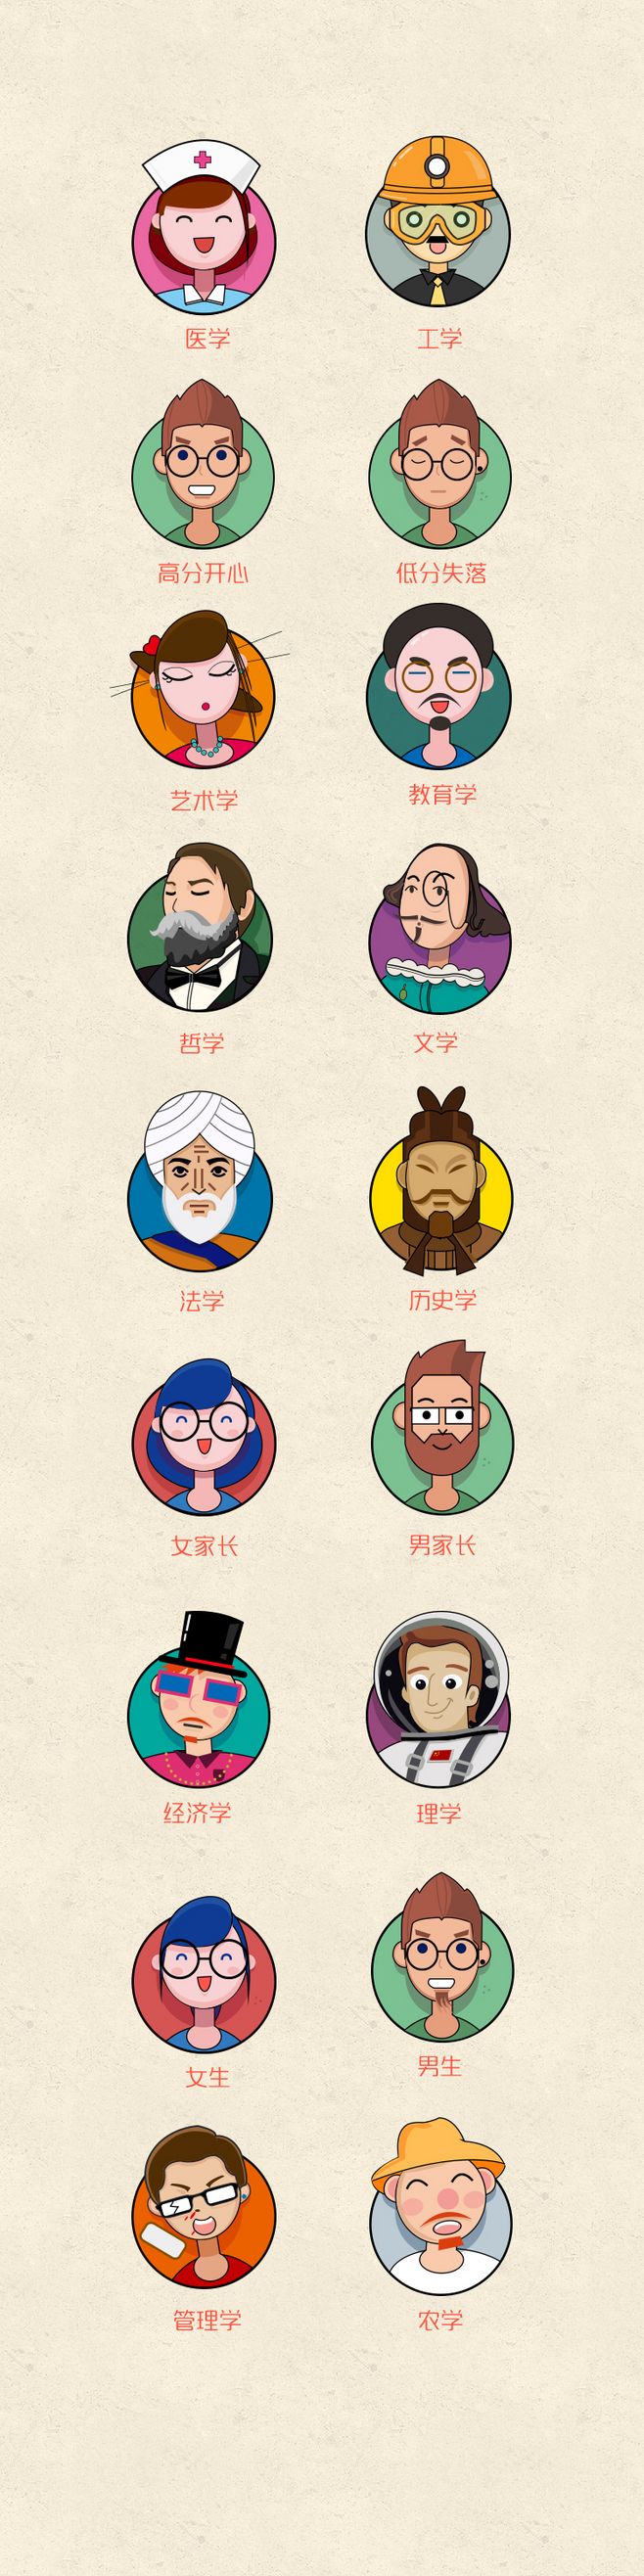 医学
工学
高分开心
低分失落
艺术学
教育学
哲学
文学
法学
历史学
女家长
男家长
经济学
理学
女生
男生
管理学
农学